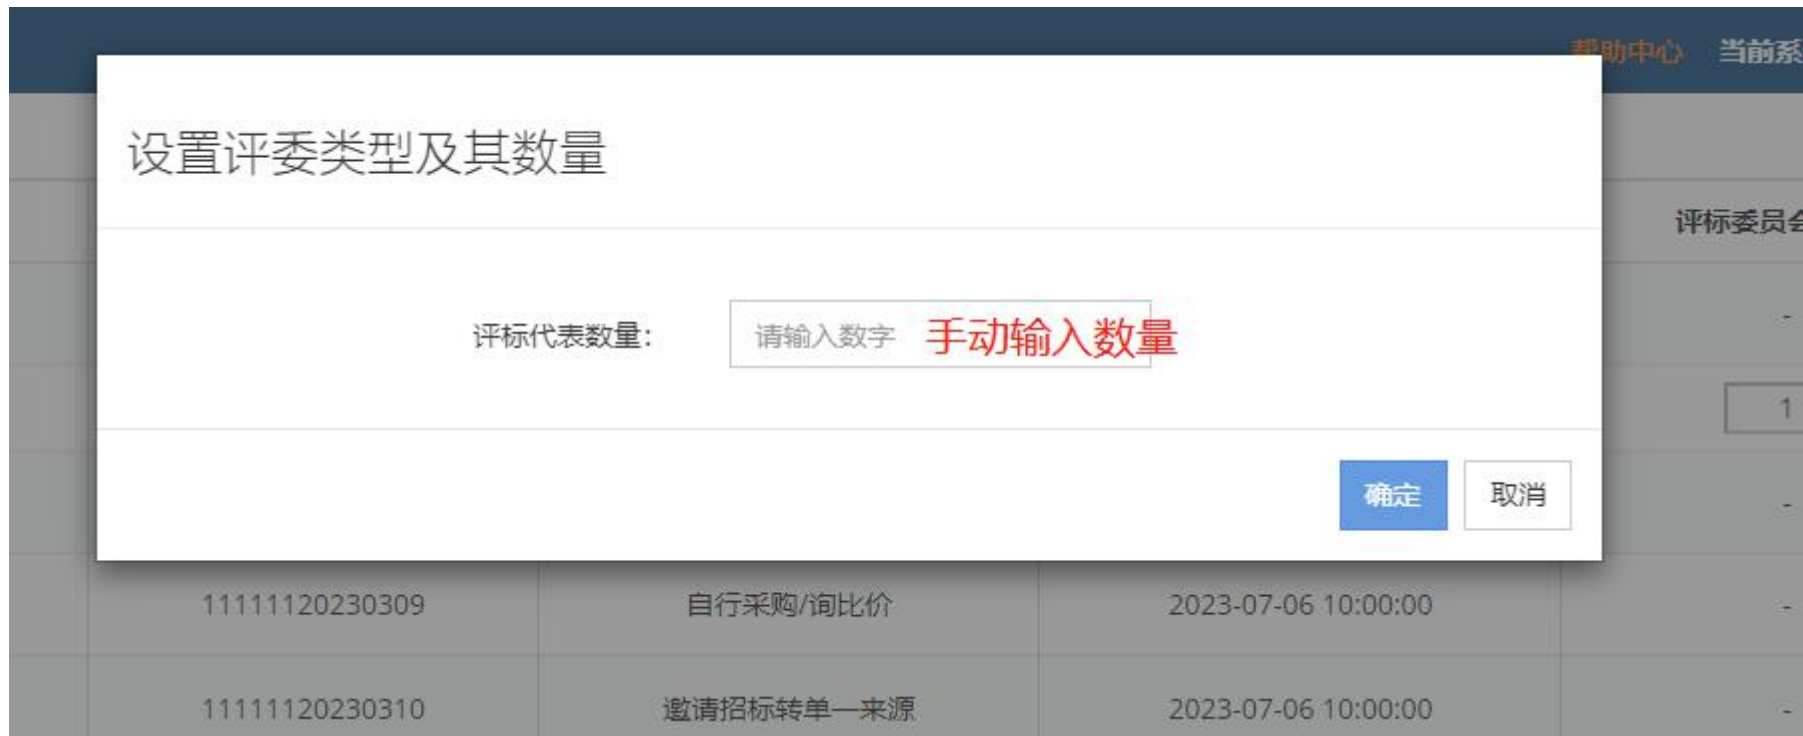 帮助中心 当前系
设置评委类型及其数量
评标委员会
评标代表数量: 请输入数字 手动输入数量
-
1
确定 取消
-
11111120230309 自行采购/询比价 2023-07-06 10:00:00 -
11111120230310 邀请招标转单一来源 2023-07-06 10:00:00 -